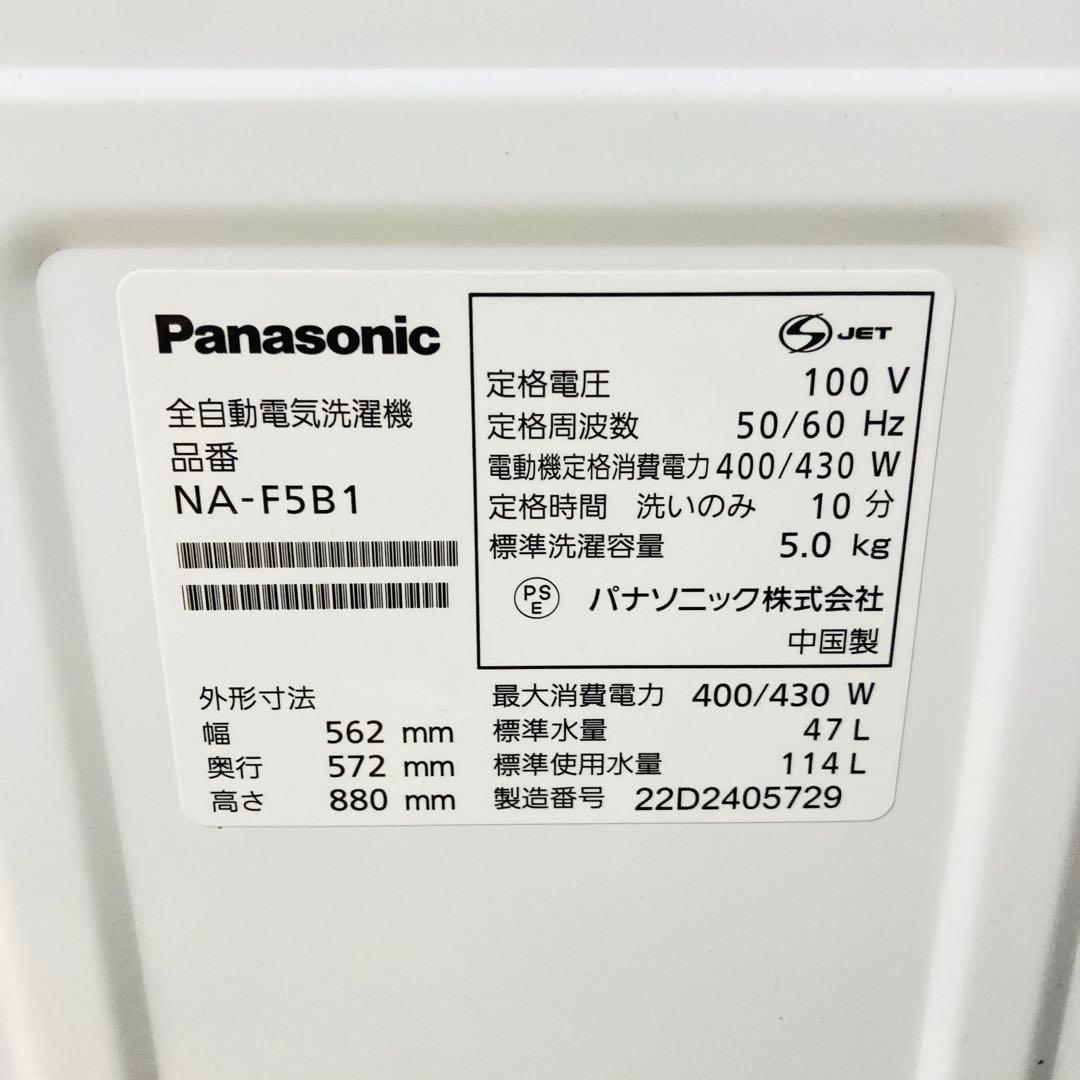 Panasonic
全自動電気洗濯機
品番
NA-F5B1
S JET
定格電圧 100 V
定格周波数 50/60 Hz
電動機定格消費電力 400/430 W
定格時間 洗いのみ 10 分
標準洗濯容量 5.0 kg
PSE パナソニック株式会社
中国製
外形寸法
幅 562 mm
奥行 572 mm
高さ 880 mm
最大消費電力 400/430 W
標準水量 47 L
標準使用水量 114 L
製造番号 22D2405729